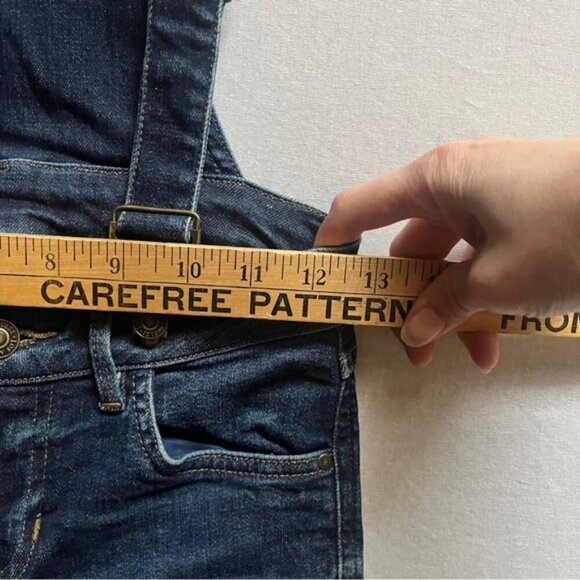 8 9 10 11 12 13
CAREFREE PATTERN FROM